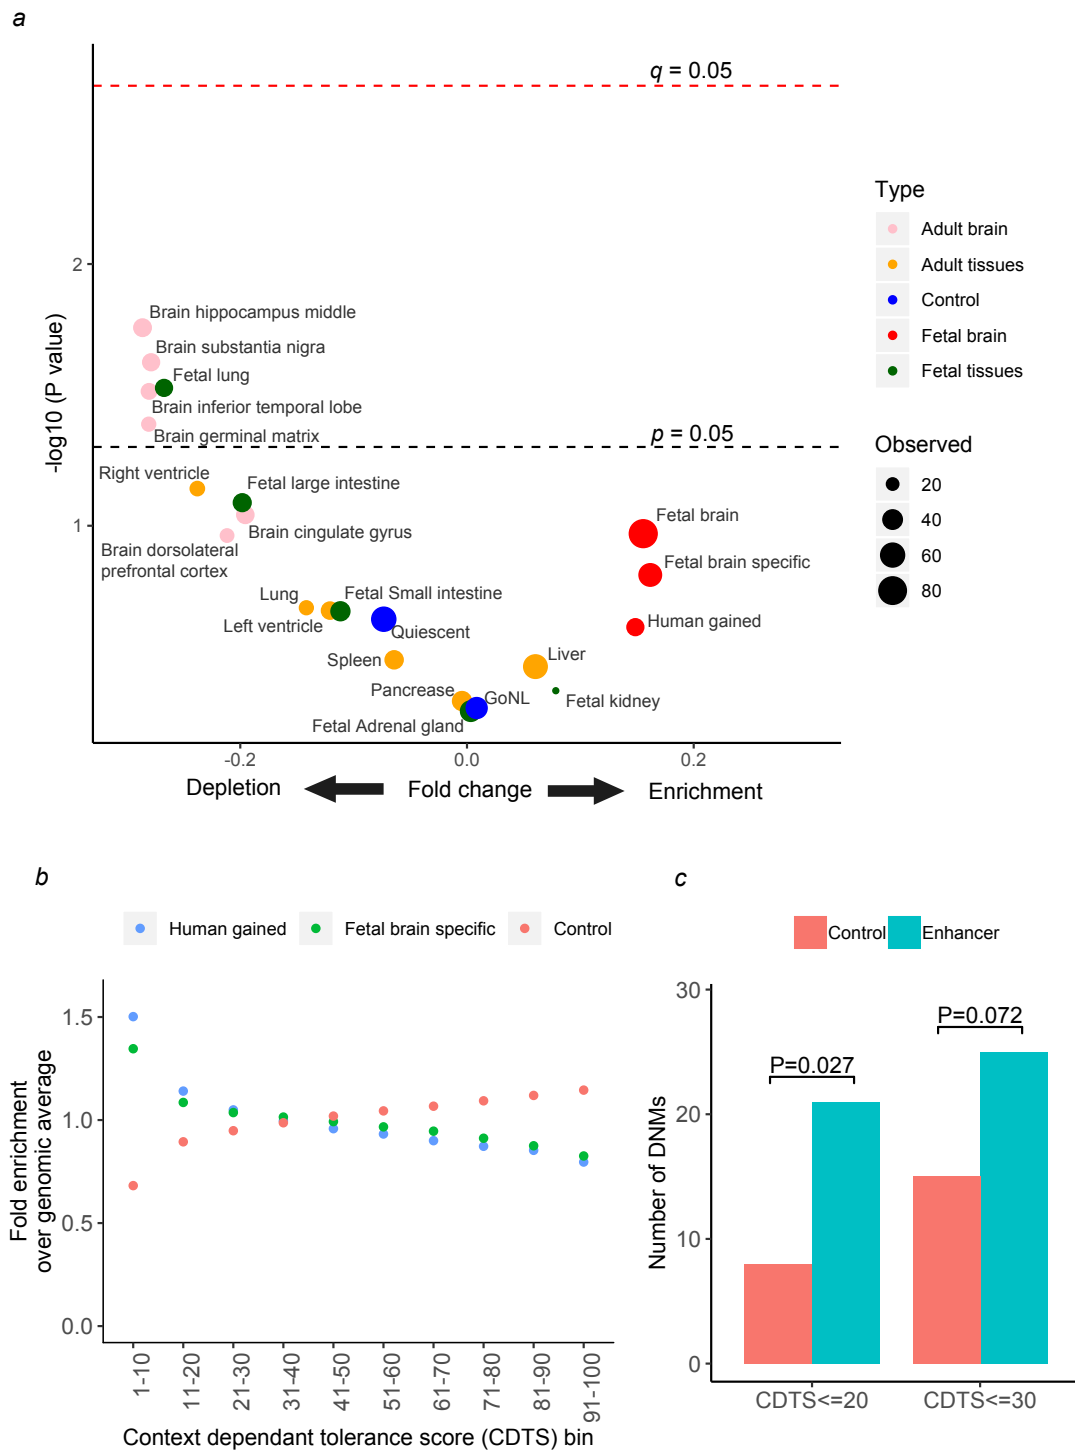 a
q = 0.05
2
1
-log10 (P value)
Brain hippocampus middle
Brain substantia nigra
Fetal lung
Brain inferior temporal lobe
Brain germinal matrix
p = 0.05
Right ventricle
Fetal large intestine
Brain cingulate gyrus
Brain dorsolateral
prefrontal cortex
Fetal brain
Fetal brain specific
Human gained
Lung
Fetal Small intestine
Left ventricle
Quiescent
Spleen
Liver
Pancrease
GoNL
Fetal kidney
Fetal Adrenal gland
-0.2
0.0
0.2
Depletion
Fold change
Enrichment
Type
Adult brain
Adult tissues
Control
Fetal brain
Fetal tissues
Observed
20
40
60
80
b
Human gained
Fetal brain specific
Control
1.5
1.0
0.5
0.0
Fold enrichment
over genomic average
1-10
11-20
21-30
31-40
41-50
51-60
61-70
71-80
81-90
91-100
Context dependant tolerance score (CDTS) bin
c
Control
Enhancer
30
20
10
0
Number of DNMs
P=0.027
P=0.072
CDTS<=20
CDTS<=30